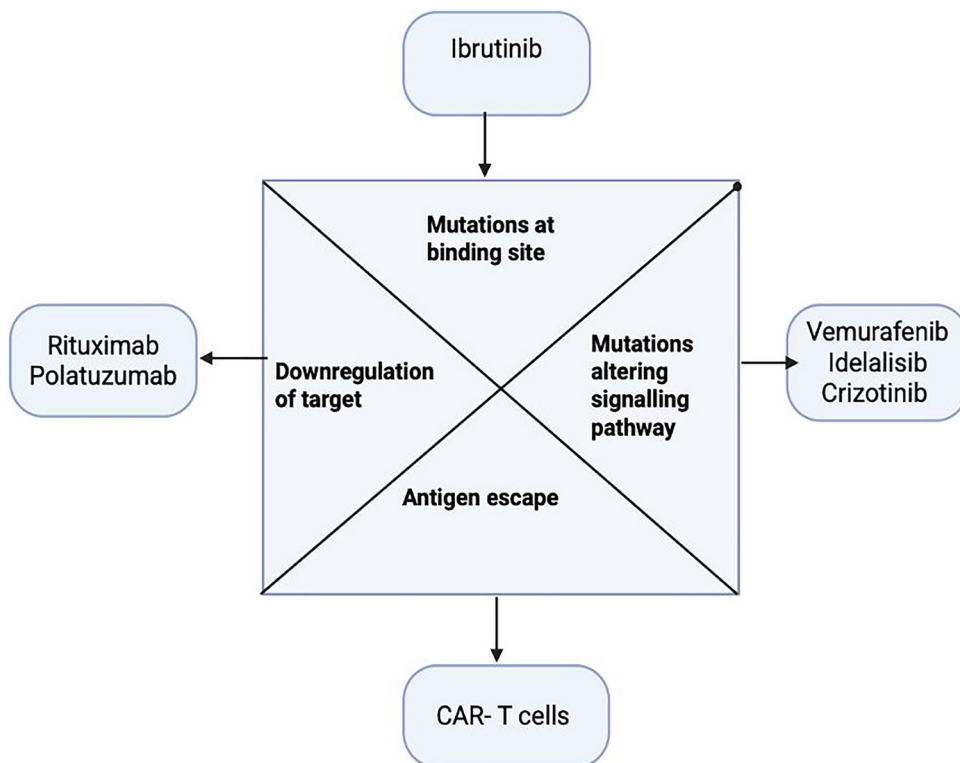 Ibrutinib
Mutations at
binding site
Rituximab
Polatuzumab
Downregulation
of target
Mutations
altering
signalling
pathway
Vemurafenib
Idelalisib
Crizotinib
Antigen escape
CAR- T cells